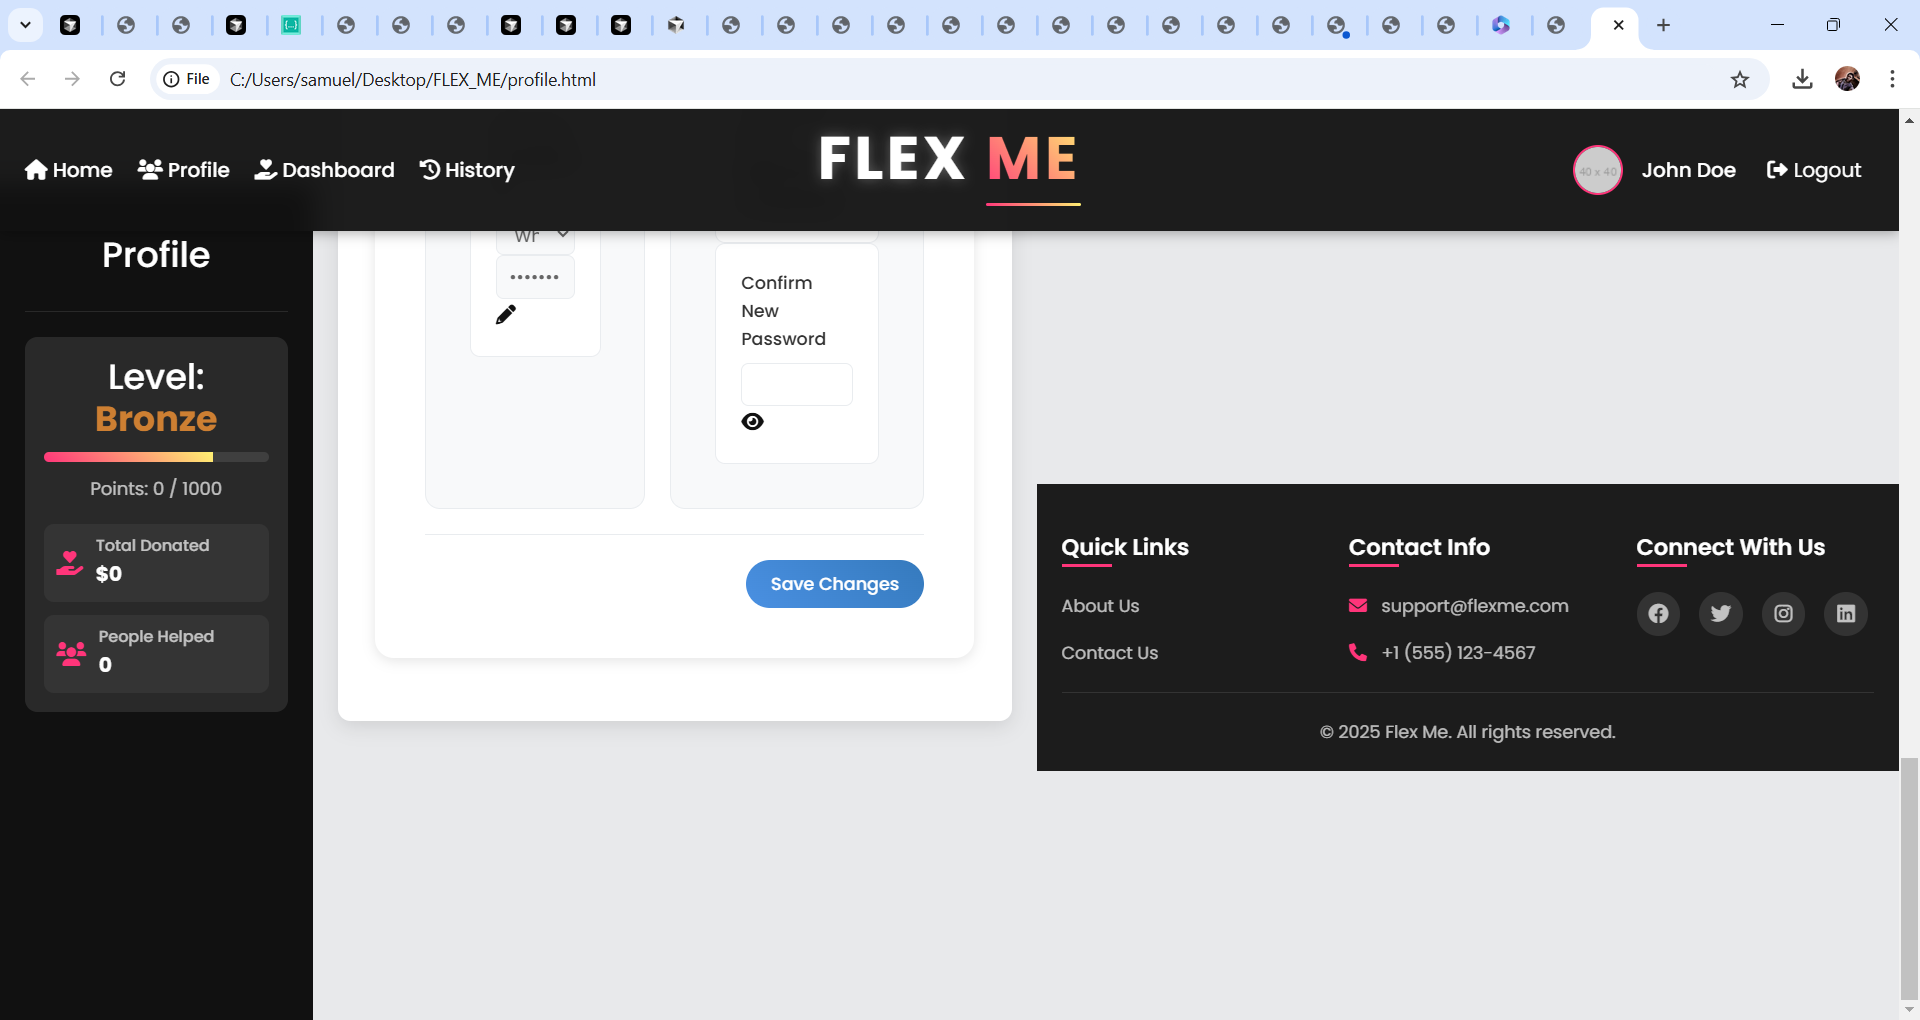 File C:/Users/samuel/Desktop/FLEX_ME/profile.html
Home Profile Dashboard History
FLEX ME
40 x 40 John Doe Logout
Profile
Level:
Bronze
Points: 0 / 1000
Total Donated
$0
People Helped
0
•••••••
Confirm
New
Password
Save Changes
Quick Links
About Us
Contact Us
Contact Info
support@flexme.com
+1 (555) 123-4567
Connect With Us
© 2025 Flex Me. All rights reserved.